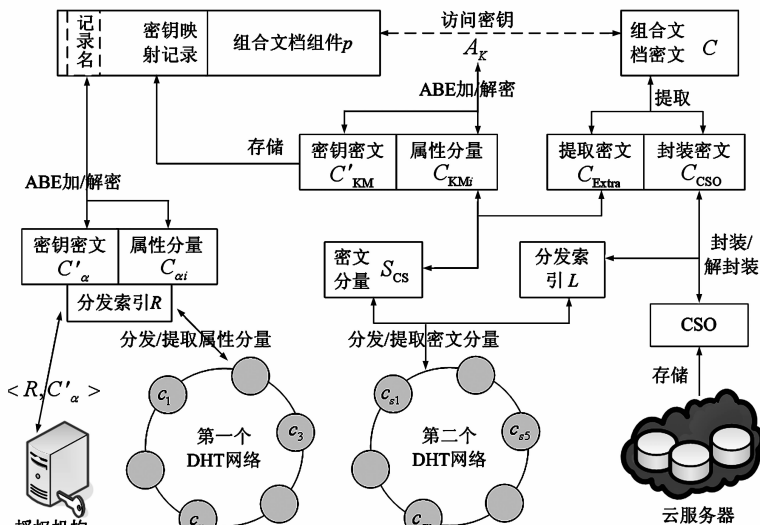 记录名
密钥映
射记录
组合文档组件p
访问密钥
A_K
组合文
档密文 C
ABE加/解密
提取
存储
密钥密文
C'_KM
属性分量
C_KMi
提取密文
C_Extra
封装密文
C_CSO
ABE加/解密
密钥密文
C'_α
属性分量
C_αi
分发索引R
密文
分量 S_CS
分发索
引 L
封装/
解封装
CSO
分发/提取属性分量
分发/提取密文分量
存储
< R, C'_α >
c_1
c_3
第一个
DHT网络
c_s1
c_s5
第二个
DHT网络
云服务器